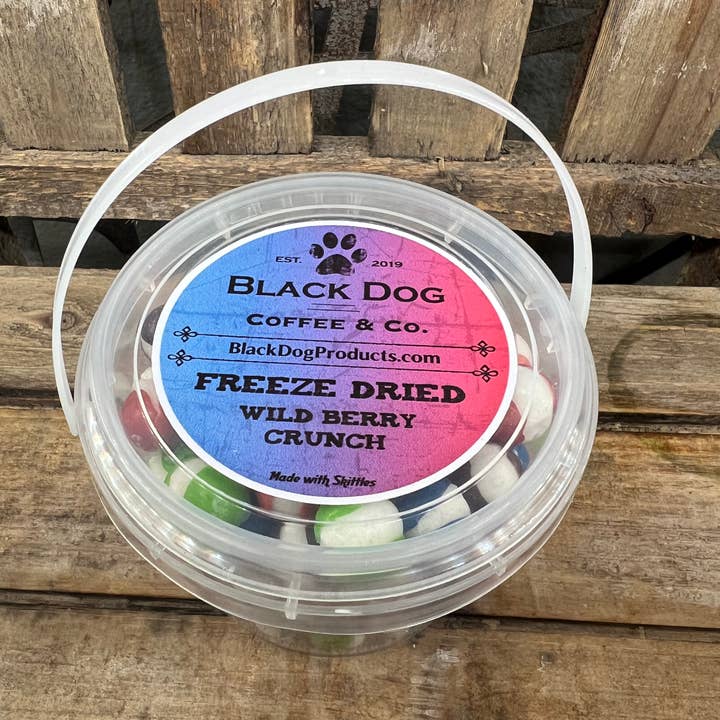 EST. 2019
BLACK DOG
COFFEE & CO.
BlackDogProducts.com
FREEZE DRIED
WILD BERRY
CRUNCH
Made with Skittles